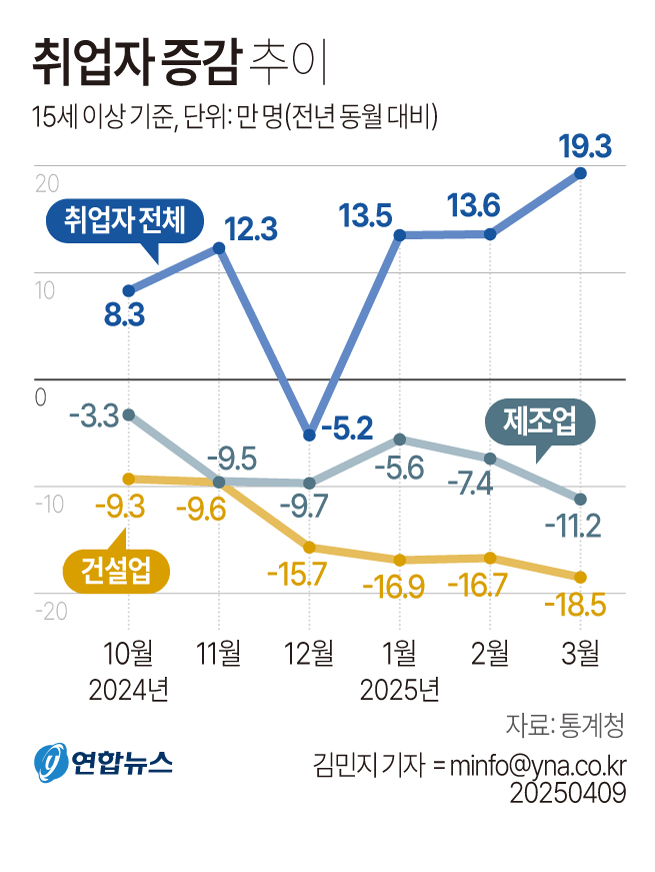 취업자 증감 추이
15세 이상 기준, 단위: 만 명(전년 동월 대비)
19.3
20
취업자 전체
12.3
13.5
13.6
10
8.3
0
-3.3
-5.2
제조업
-9.5
-5.6
-7.4
-10
-9.3
-9.6
-9.7
-11.2
건설업
-15.7
-16.9
-16.7
-18.5
-20
10월 11월 12월 1월 2월 3월
2024년 2025년
자료: 통계청
연합뉴스
김민지 기자 = minfo@yna.co.kr
20250409